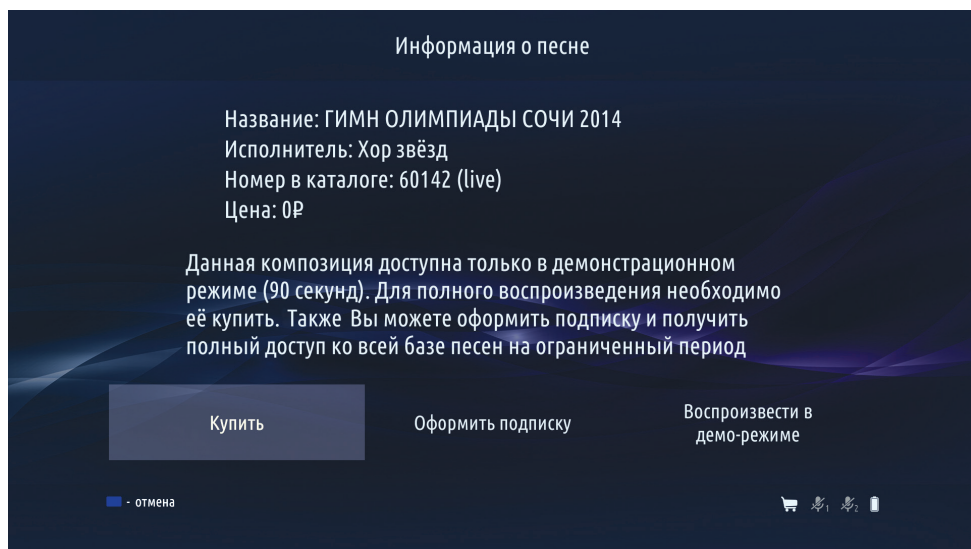 Информация о песне
Название: ГИМН ОЛИМПИАДЫ СОЧИ 2014
Исполнитель: Хор звёзд
Номер в каталоге: 60142 (live)
Цена: 0₽
Данная композиция доступна только в демонстрационном
режиме (90 секунд). Для полного воспроизведения необходимо
её купить. Также Вы можете оформить подписку и получить
полный доступ ко всей базе песен на ограниченный период
Купить
Оформить подписку
Воспроизвести в
демо-режиме
- отмена
1 2